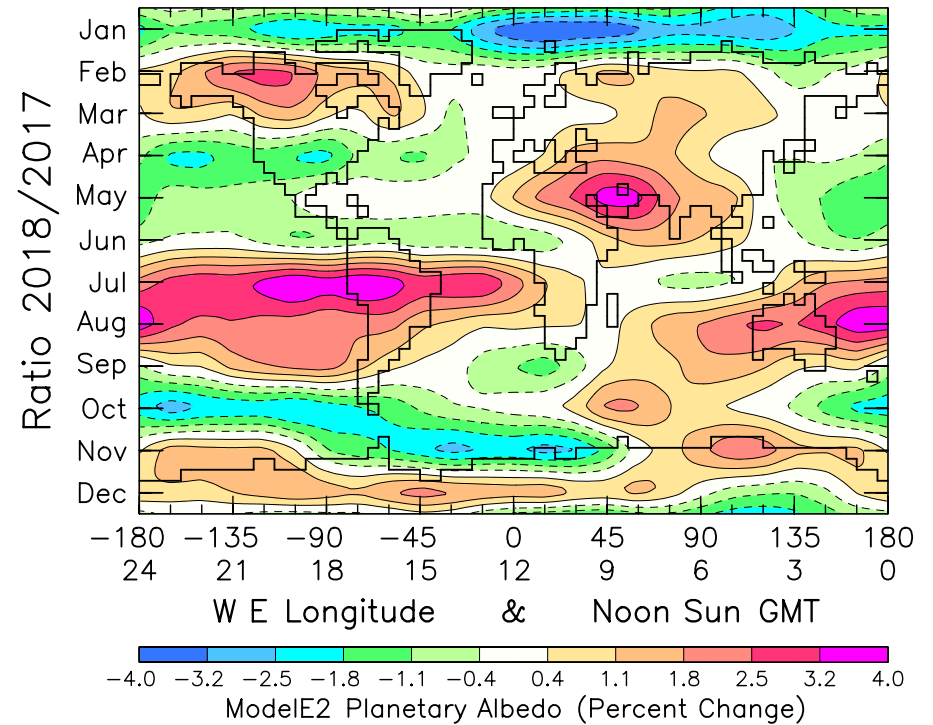 Ratio 2018/2017
Jan
Feb
Mar
Apr
May
Jun
Jul
Aug
Sep
Oct
Nov
Dec
−180 −135 −90 −45 0 45 90 135 180
24 21 18 15 12 9 6 3 0
W E Longitude & Noon Sun GMT
−4.0 −3.2 −2.5 −1.8 −1.1 −0.4 0.4 1.1 1.8 2.5 3.2 4.0
ModelE2 Planetary Albedo (Percent Change)